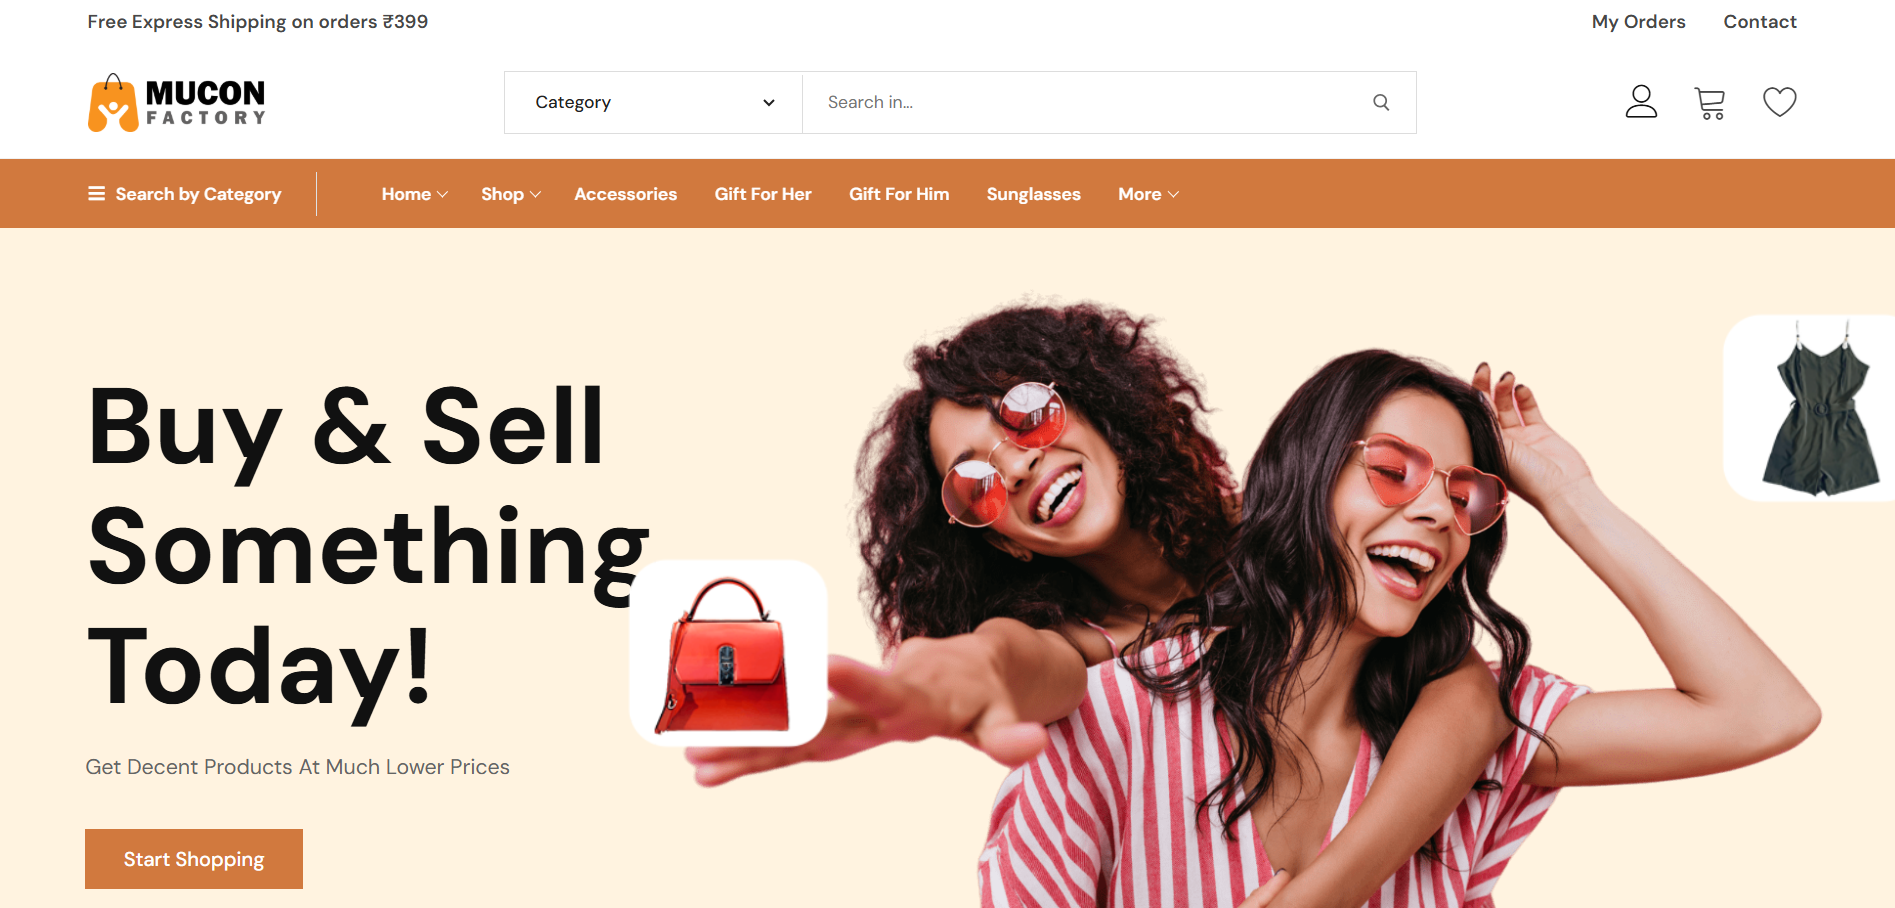 Free Express Shipping on orders ₹399
My Orders
Contact
MUCON
FACTORY
Category
Search in...
Search by Category
Home
Shop
Accessories
Gift For Her
Gift For Him
Sunglasses
More
Buy & Sell
Something
Today!
Get Decent Products At Much Lower Prices
Start Shopping